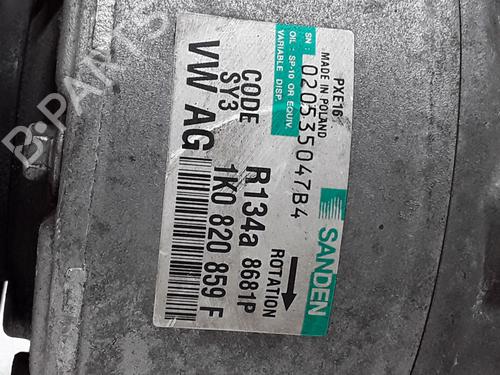 SANDEN
PXE16
MADE IN POLAND
SN: 020535047B4
OIL: SP-10 OR EQUIV.
VARIABLE DISP.
ROTATION
CODE R134a 8681P
SY3
VW AG 1K0 820 859 F
B-PARTS